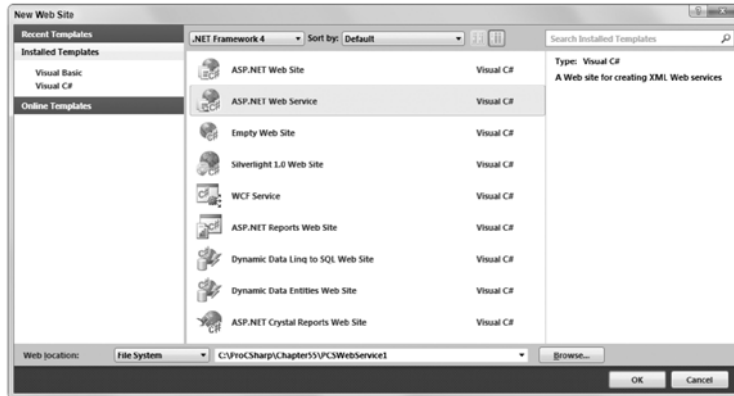 New Web Site
Recent Templates
Installed Templates
Visual Basic
Visual C#
Online Templates
.NET Framework 4
Sort by: Default
Search Installed Templates
ASP.NET Web Site Visual C#
ASP.NET Web Service Visual C#
Empty Web Site Visual C#
Silverlight 1.0 Web Site Visual C#
WCF Service Visual C#
ASP.NET Reports Web Site Visual C#
Dynamic Data Linq to SQL Web Site Visual C#
Dynamic Data Entities Web Site Visual C#
ASP.NET Crystal Reports Web Site Visual C#
Type: Visual C#
A Web site for creating XML Web services
Web location: File System C:\ProCSharp\Chapter55\PCSWebService1 Browse...
OK Cancel